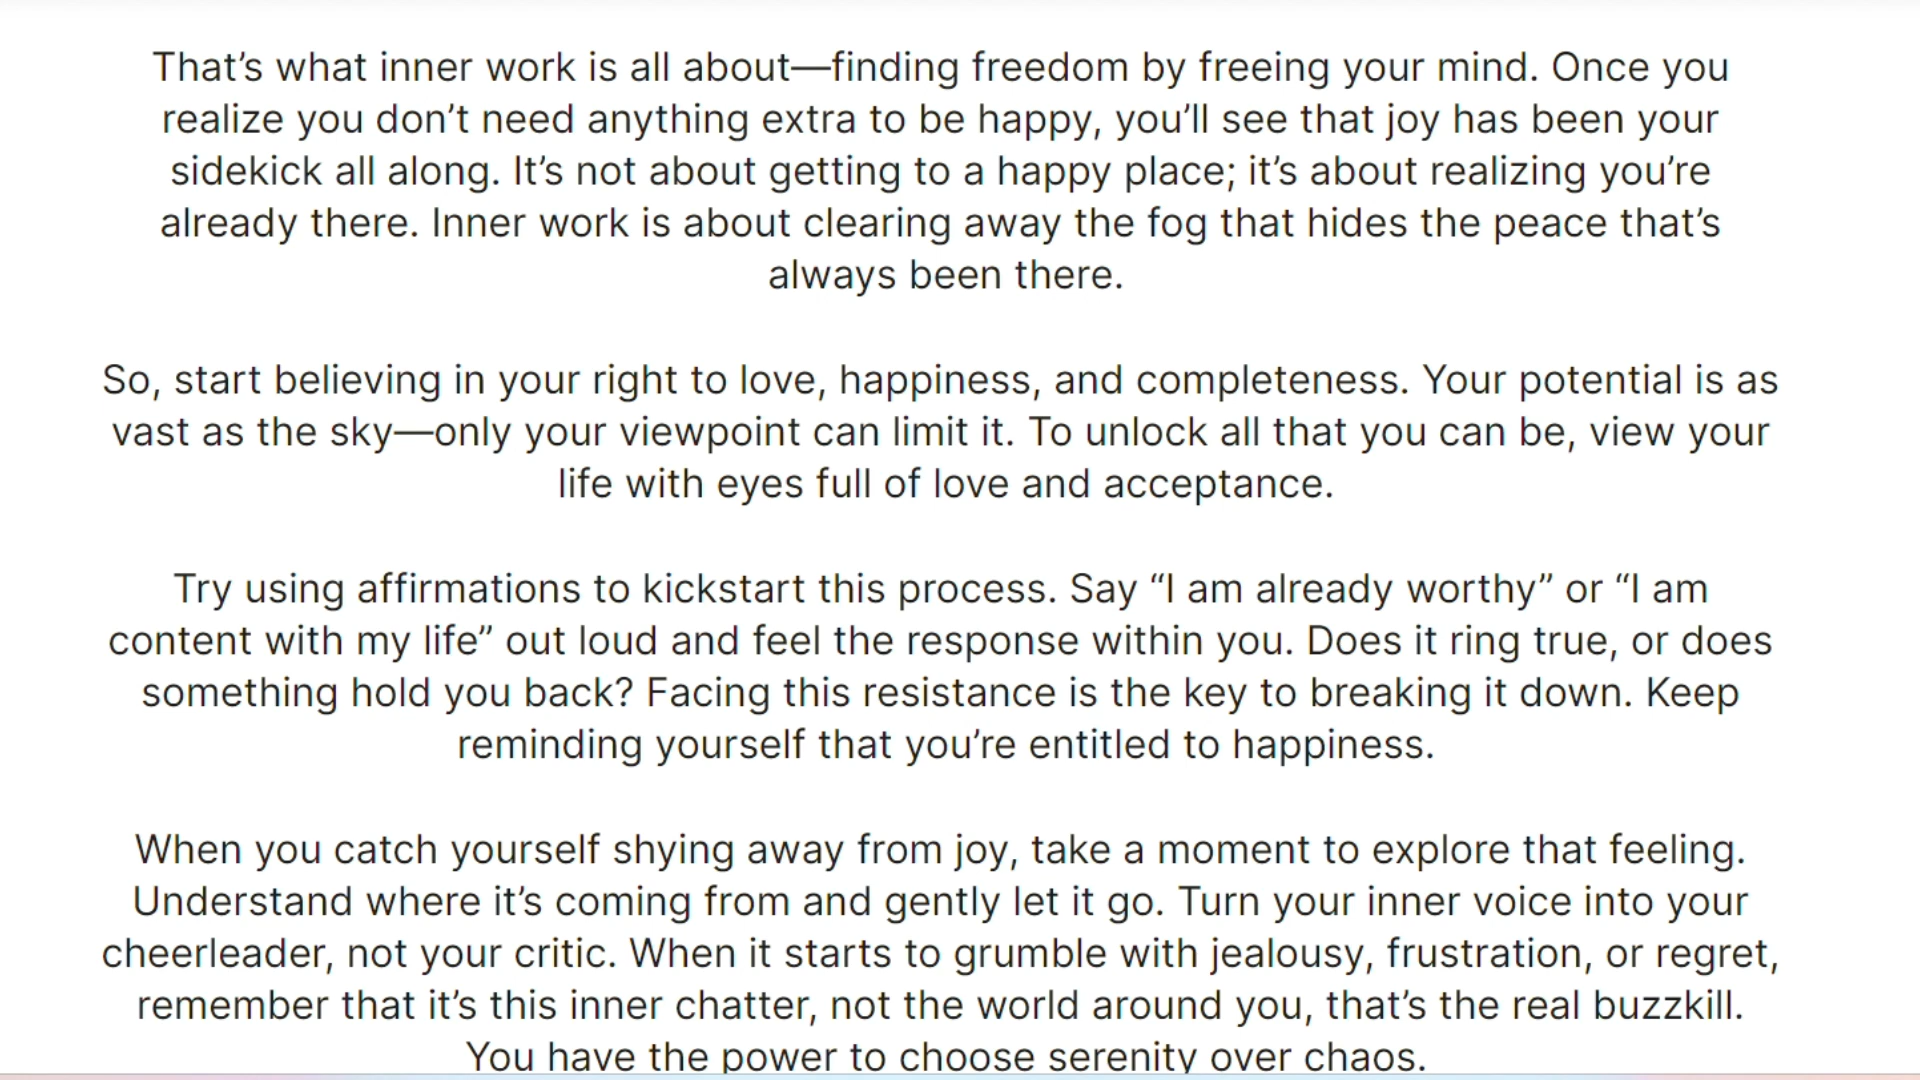 That’s what inner work is all about—finding freedom by freeing your mind. Once you
realize you don’t need anything extra to be happy, you’ll see that joy has been your
sidekick all along. It’s not about getting to a happy place; it’s about realizing you’re
already there. Inner work is about clearing away the fog that hides the peace that’s
always been there.
So, start believing in your right to love, happiness, and completeness. Your potential is as
vast as the sky—only your viewpoint can limit it. To unlock all that you can be, view your
life with eyes full of love and acceptance.
Try using affirmations to kickstart this process. Say “I am already worthy” or “I am
content with my life” out loud and feel the response within you. Does it ring true, or does
something hold you back? Facing this resistance is the key to breaking it down. Keep
reminding yourself that you’re entitled to happiness.
When you catch yourself shying away from joy, take a moment to explore that feeling.
Understand where it’s coming from and gently let it go. Turn your inner voice into your
cheerleader, not your critic. When it starts to grumble with jealousy, frustration, or regret,
remember that it’s this inner chatter, not the world around you, that’s the real buzzkill.
You have the power to choose serenity over chaos.